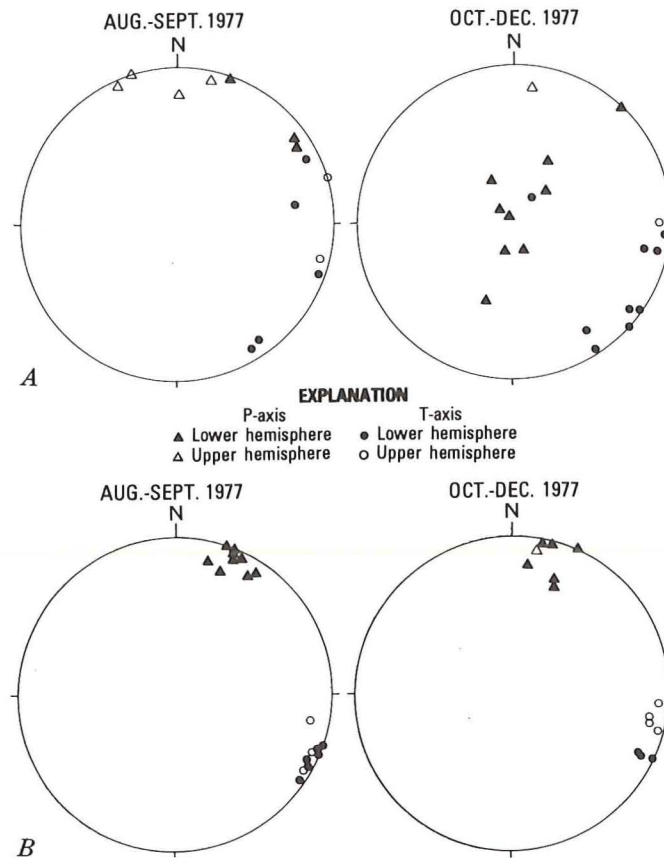 AUG.-SEPT. 1977 OCT.-DEC. 1977
N N
A
EXPLANATION
P-axis T-axis
▲ Lower hemisphere ● Lower hemisphere
△ Upper hemisphere ○ Upper hemisphere
AUG.-SEPT. 1977 OCT.-DEC. 1977
N N
B